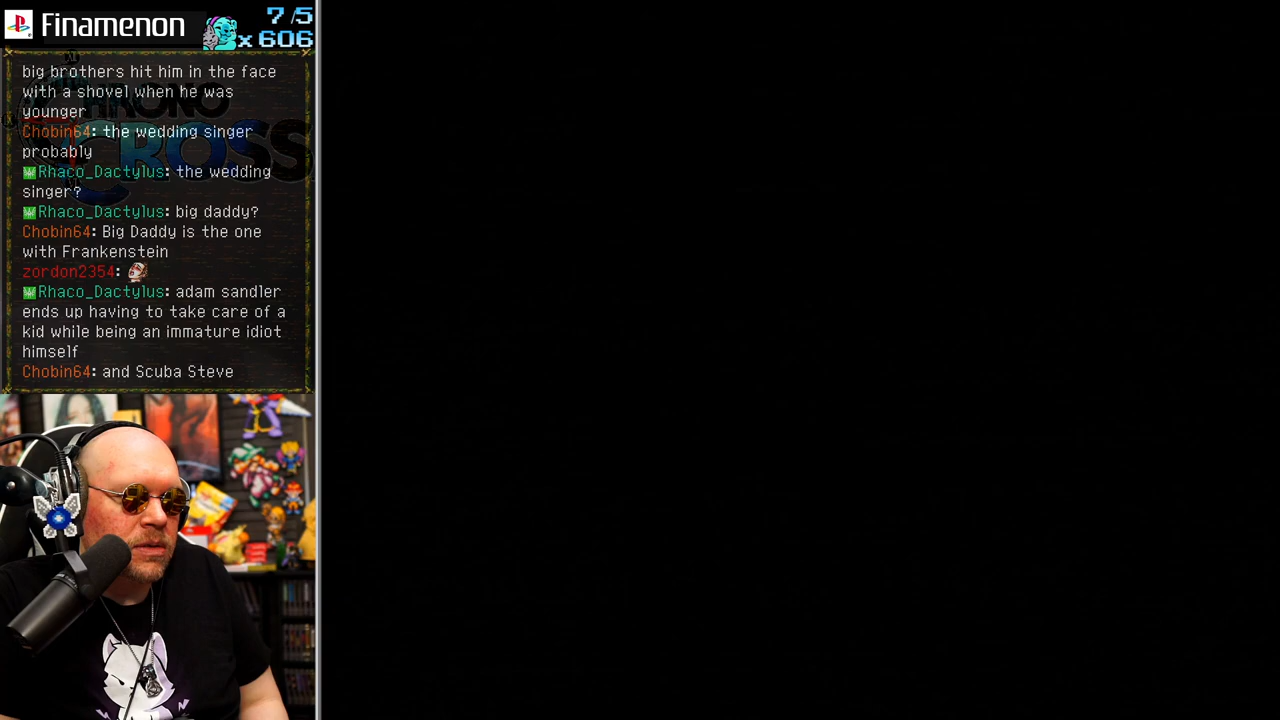 Finamenon
7/5
x606
big brothers hit him in the face
with a shovel when he was
younger
Chobin64: the wedding singer
probably
Rhaco_Dactylus: the wedding
singer?
Rhaco_Dactylus: big daddy?
Chobin64: Big Daddy is the one
with Frankenstein
zordon2354:
Rhaco_Dactylus: adam sandler
ends up having to take care of a
kid while being an immature idiot
himself
Chobin64: and Scuba Steve
CHRONO
CROSS